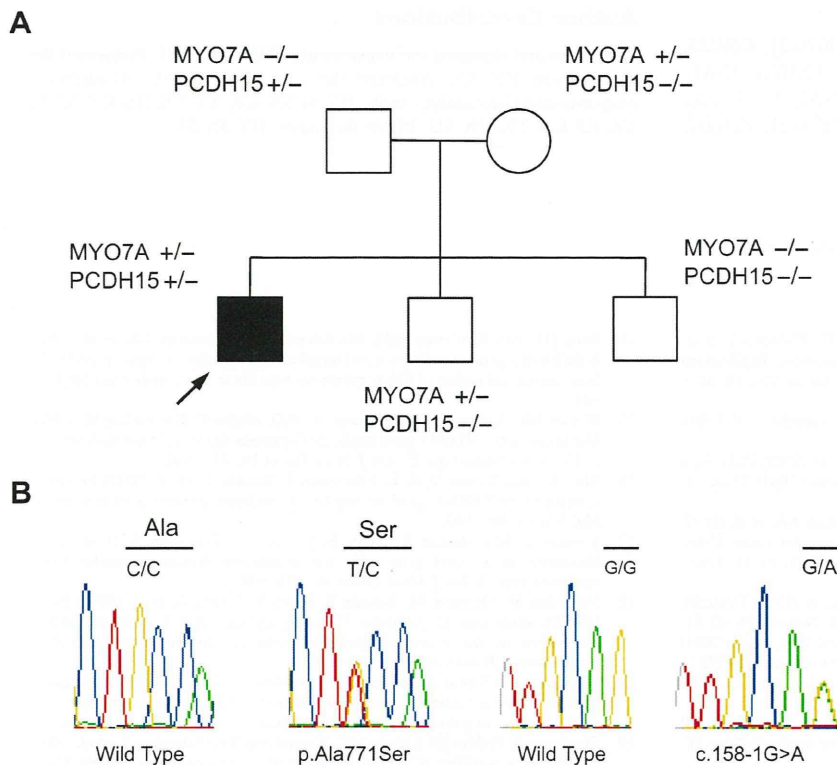 A
MYO7A –/–
PCDH15 +/–
MYO7A +/–
PCDH15 –/–
MYO7A +/–
PCDH15 +/–
MYO7A –/–
PCDH15 –/–
MYO7A +/–
PCDH15 –/–
B
Ala Ser
C/C T/C G/G G/A
Wild Type p.Ala771Ser Wild Type c.158-1G>A